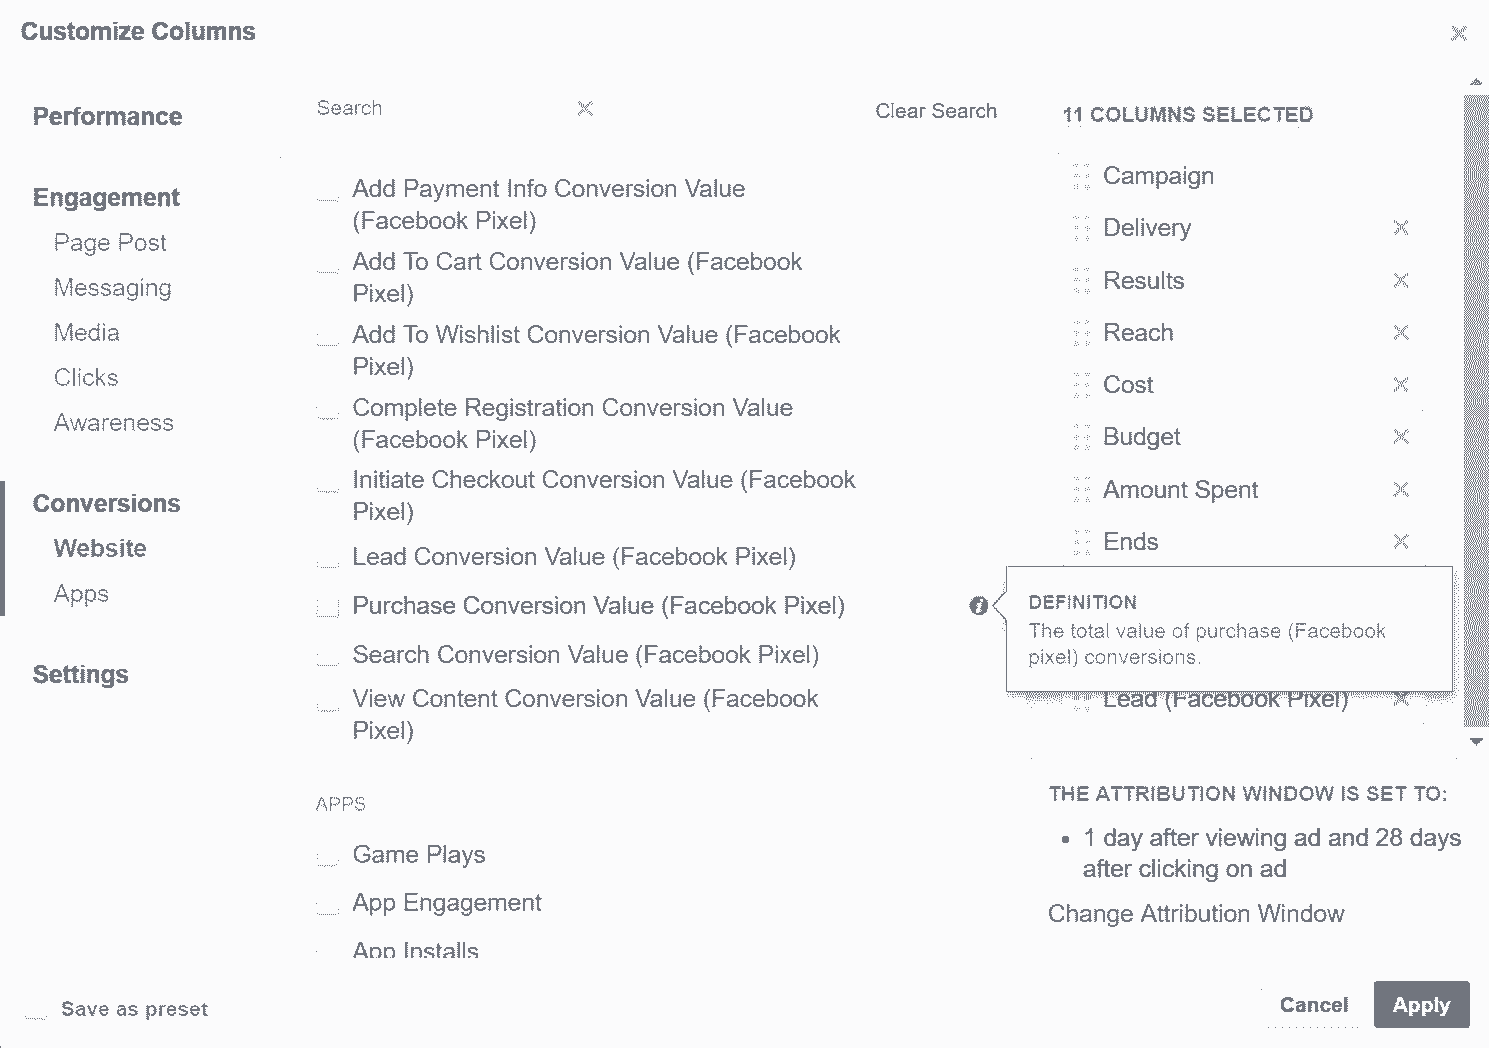 Customize Columns
Performance
Engagement
Page Post
Messaging
Media
Clicks
Awareness
Conversions
Website
Apps
Settings
Search
Clear Search
Add Payment Info Conversion Value
(Facebook Pixel)
Add To Cart Conversion Value (Facebook
Pixel)
Add To Wishlist Conversion Value (Facebook
Pixel)
Complete Registration Conversion Value
(Facebook Pixel)
Initiate Checkout Conversion Value (Facebook
Pixel)
Lead Conversion Value (Facebook Pixel)
Purchase Conversion Value (Facebook Pixel)
Search Conversion Value (Facebook Pixel)
View Content Conversion Value (Facebook
Pixel)
APPS
Game Plays
App Engagement
App Installs
11 COLUMNS SELECTED
Campaign
Delivery
Results
Reach
Cost
Budget
Amount Spent
Ends
DEFINITION
The total value of purchase (Facebook
pixel) conversions.
Lead (Facebook Pixel)
THE ATTRIBUTION WINDOW IS SET TO:
• 1 day after viewing ad and 28 days
after clicking on ad
Change Attribution Window
Save as preset
Cancel
Apply